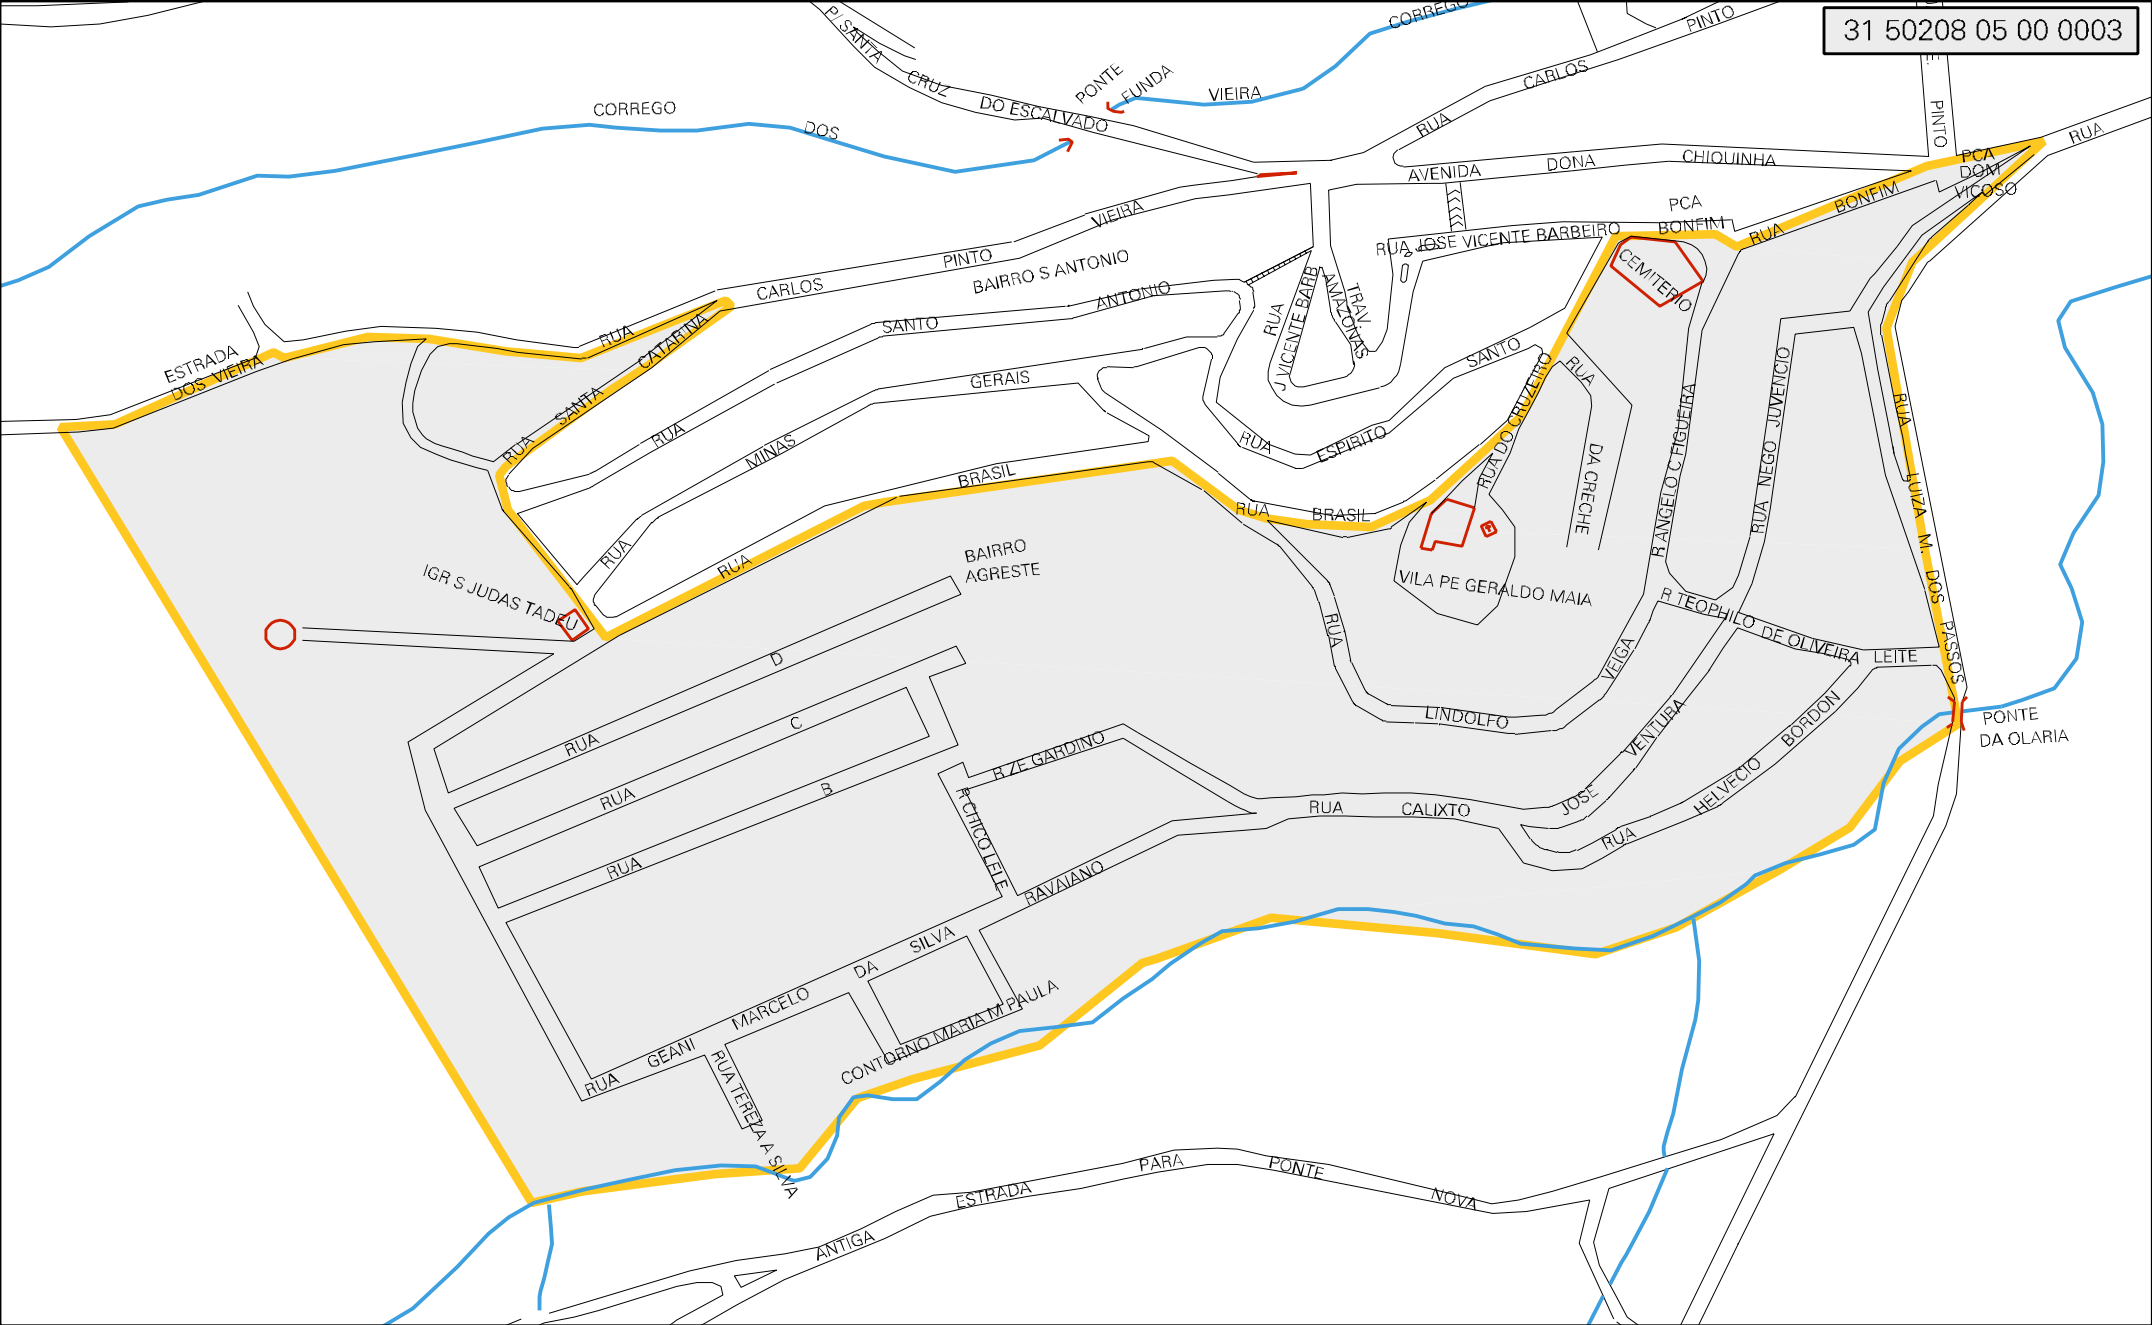 31 50208 05 00 0003
P/ SANTA CRUZ DO ESCALVADO
PONTE
FUNDA
CORREGO
VIEIRA
CORREGO DOS
RUA CARLOS PINTO
PINTO
RUA
AVENIDA DONA CHIQUINHA
PCA
DOM
VICOSO
PCA
BONFIM
RUA BONFIM
RUA JOSE VICENTE BARBEIRO
CEMITERIO
RUA CARLOS PINTO VIEIRA
BAIRRO S ANTONIO
ESTRADA
DOS VIEIRA
RUA SANTA CATARINA
RUA SANTO ANTONIO
RUA
J VICENTE BARB
TRAV.
AMAZONAS
RUA MINAS GERAIS
RUA ESPIRITO SANTO
RUA DO CRUZEIRO
RUA DA CRECHE
R ANGELO C FIGUEIRA
RUA NEGO JUVENCIO
RUA LUIZA M. DOS PASSOS
RUA BRASIL
RUA BRASIL
BAIRRO
AGRESTE
VILA PE GERALDO MAIA
IGR S JUDAS TADEU
R TEOPHILO DE OLIVEIRA LEITE
RUA LINDOLFO VEIGA
PONTE
DA OLARIA
RUA D
RUA C
RUA B
R ZE GARDINO
R CHICO LELE
RUA CALIXTO JOSE VENTURA
RUA HELVECIO BORDON
RUA GEANI MARCELO DA SILVA RAVAIANO
CONTORNO MARIA M PAULA
RUA TEREZA A SILVA
ANTIGA ESTRADA PARA PONTE NOVA